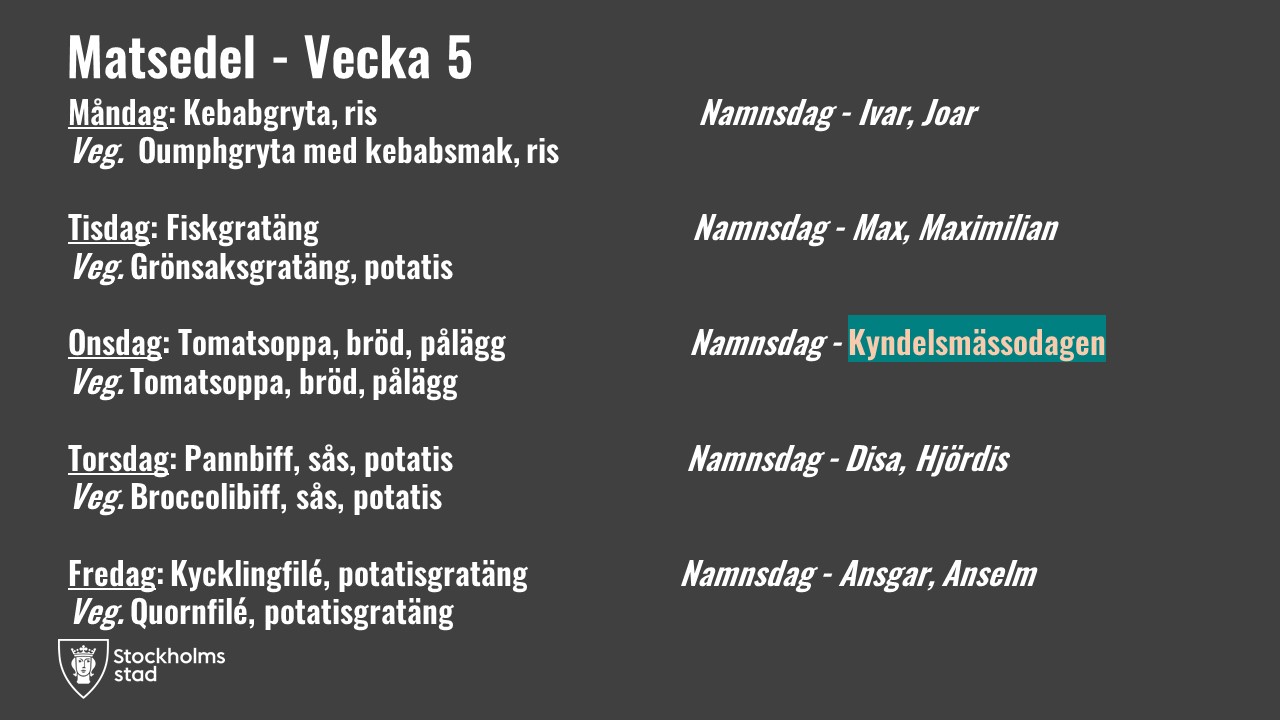 Matsedel - Vecka 5
Måndag: Kebabgryta, ris Namnsdag - Ivar, Joar
Veg. Oumphgryta med kebabsmak, ris
Tisdag: Fiskgratäng Namnsdag - Max, Maximilian
Veg. Grönsaksgratäng, potatis
Onsdag: Tomatsoppa, bröd, pålägg Namnsdag - Kyndelsmässodagen
Veg. Tomatsoppa, bröd, pålägg
Torsdag: Pannbiff, sås, potatis Namnsdag - Disa, Hjördis
Veg. Broccolibiff, sås, potatis
Fredag: Kycklingfilé, potatisgratäng Namnsdag - Ansgar, Anselm
Veg. Quornfilé, potatisgratäng
Stockholms
stad